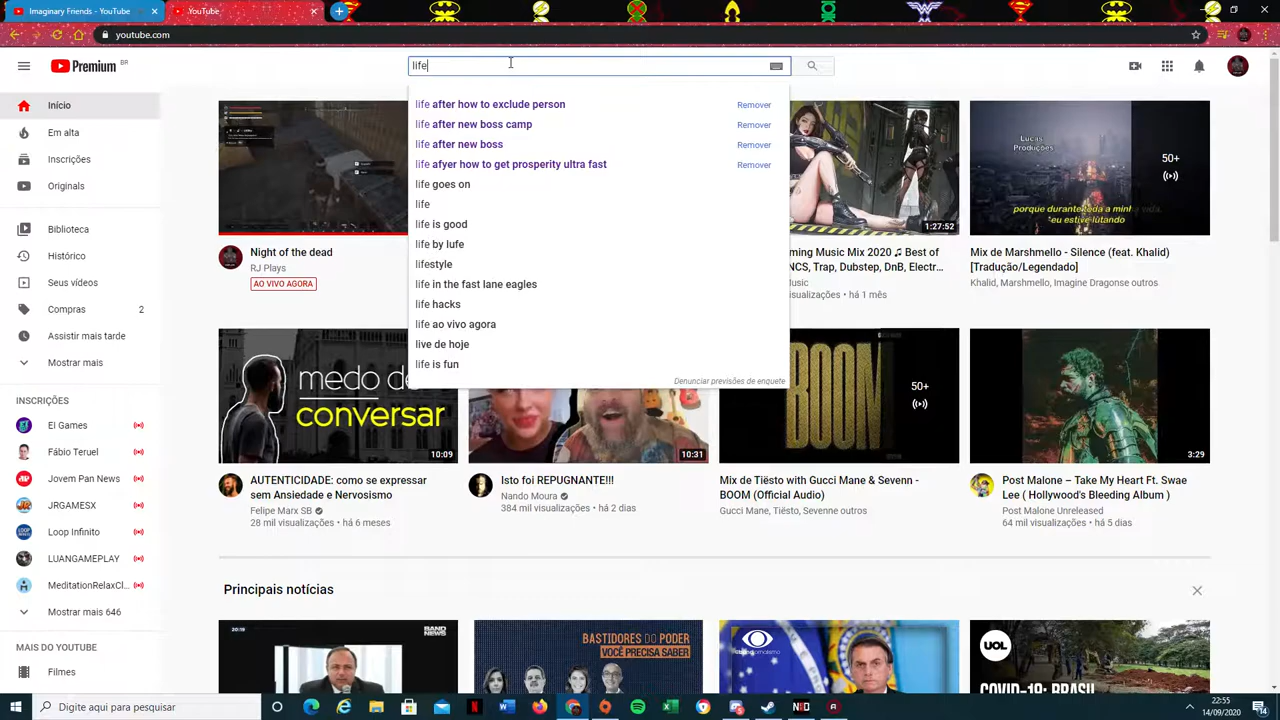 Imaginary Friends - YouTube
YouTube
youtube.com
Premium BR
life
life after how to exclude person Remover
life after new boss camp Remover
life after new boss Remover
life afyer how to get prosperity ultra fast Remover
life goes on
life
life is good
life by lufe
lifestyle
life in the fast lane eagles
life hacks
life ao vivo agora
live de hoje
life is fun
Denunciar previsões de enquete
Início
Em alta
Inscrições
Originals
Biblioteca
Histórico
Seus vídeos
Compras 2
Assistir mais tarde
Mostrar mais
INSCRIÇÕES
EI Games
Fábio Teruel
Jovem Pan News
JRGAMESX
Loop Infinito
LUANGAMEPLAY
MeditationRelaxCl...
Mostrar mais 646
MAIS DO YOUTUBE
Filmes
Night of the dead
RJ Plays
AO VIVO AGORA
1:27:52
ming Music Mix 2020 ♫ Best of
NCS, Trap, Dubstep, DnB, Electr...
usic
sualizações • há 1 mês
Lucas
Produções
50+
porque durante toda a minha vida,
eu estive lutando
Mix de Marshmello - Silence (feat. Khalid)
[Tradução/Legendado]
Khalid, Marshmello, Imagine Dragonse outros
medo de
conversar
10:09
AUTENTICIDADE: como se expressar
sem Ansiedade e Nervosismo
Felipe Marx SB
28 mil visualizações • há 6 meses
10:31
Isto foi REPUGNANTE!!!
Nando Moura
384 mil visualizações • há 2 dias
BOOM
50+
Mix de Tiësto with Gucci Mane & Sevenn -
BOOM (Official Audio)
Gucci Mane, Tiësto, Sevenne outros
3:29
Post Malone – Take My Heart Ft. Swae
Lee ( Hollywood's Bleeding Album )
Post Malone Unreleased
64 mil visualizações • há 5 dias
Principais notícias
20:18
BAND
NEWS
BASTIDORES DO PODER
VOCÊ PRECISA SABER
UOL
COVID-19: BRASIL
Digite aqui para pesquisar
22:55
14/09/2020
14